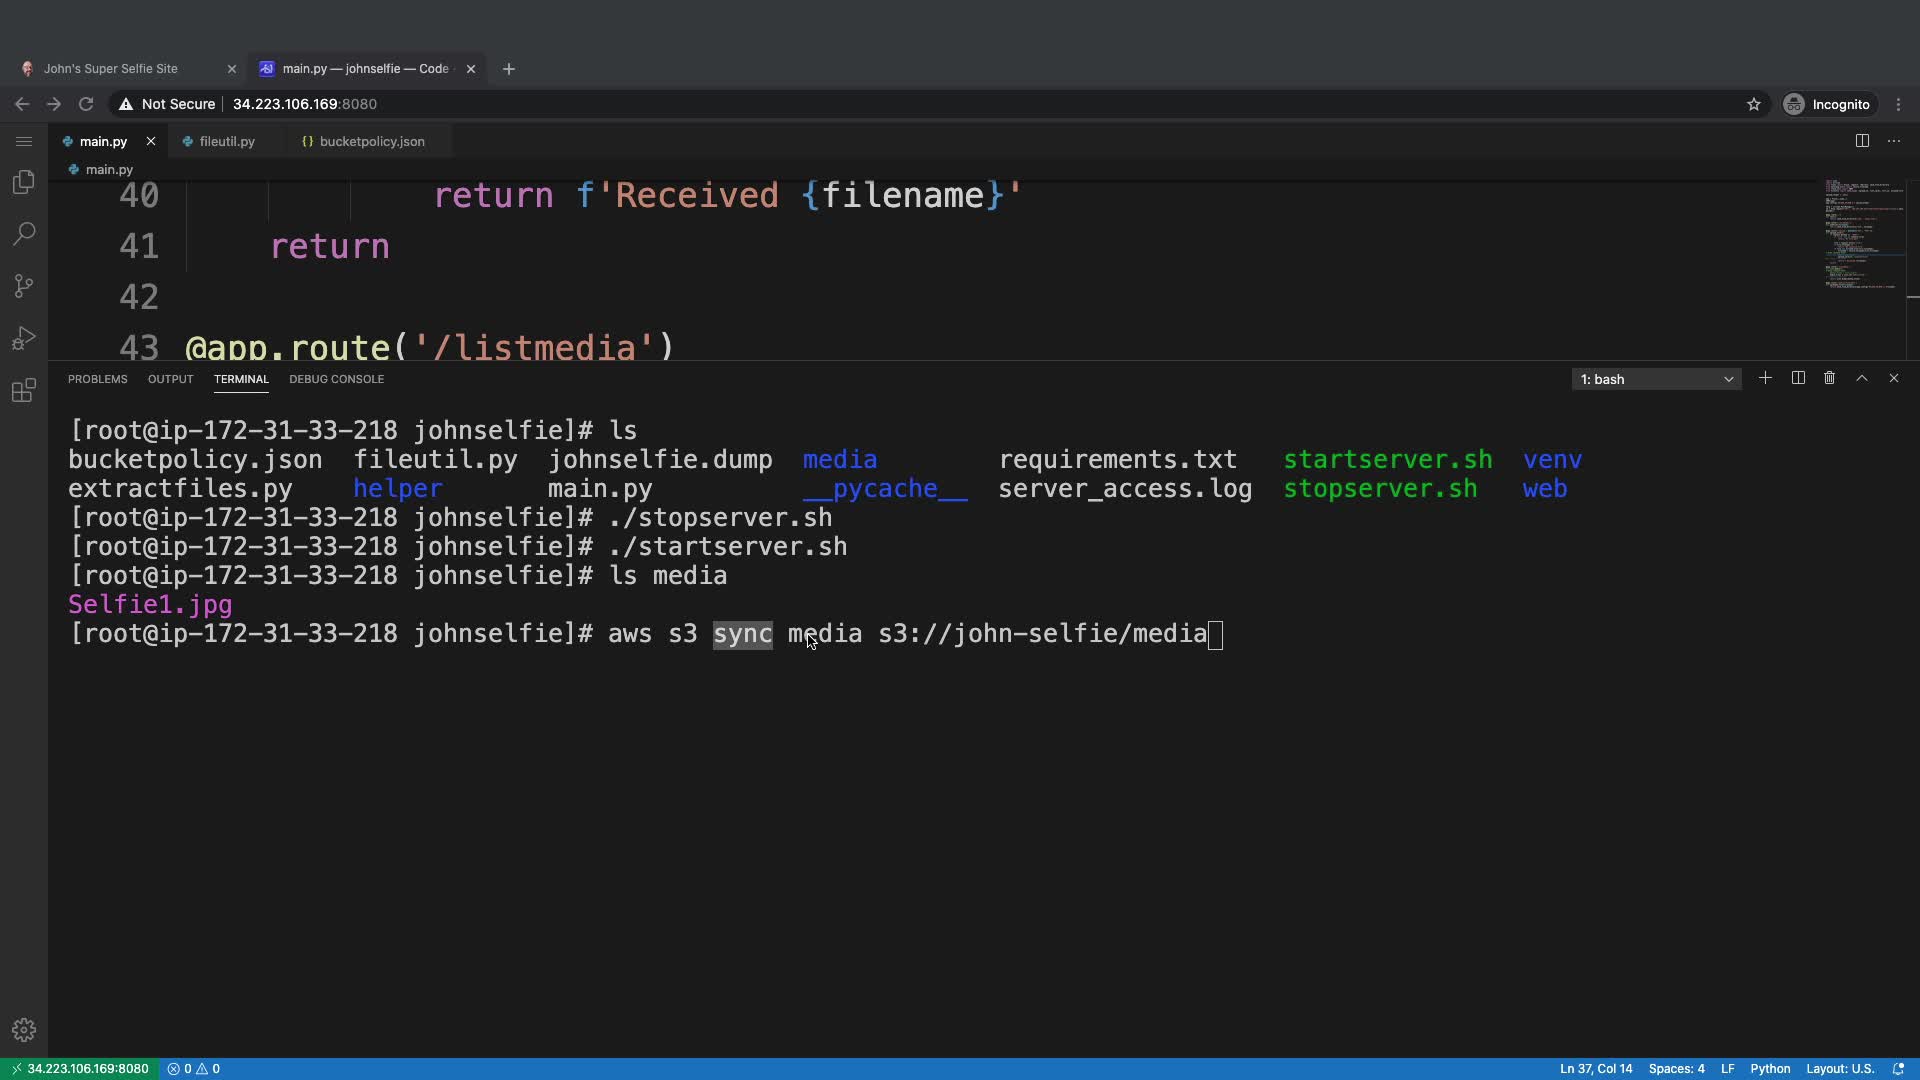 John's Super Selfie Site
main.py — johnselfie — Code
Not Secure
34.223.106.169:8080
Incognito
main.py
fileutil.py
{} bucketpolicy.json
main.py
40 return f'Received {filename}'
41 return
42
43 @app.route('/listmedia')
PROBLEMS OUTPUT TERMINAL DEBUG CONSOLE
1: bash
[root@ip-172-31-33-218 johnselfie]# ls
bucketpolicy.json fileutil.py johnselfie.dump media requirements.txt startserver.sh venv
extractfiles.py helper main.py __pycache__ server_access.log stopserver.sh web
[root@ip-172-31-33-218 johnselfie]# ./stopserver.sh
[root@ip-172-31-33-218 johnselfie]# ./startserver.sh
[root@ip-172-31-33-218 johnselfie]# ls media
Selfie1.jpg
[root@ip-172-31-33-218 johnselfie]# aws s3 sync media s3://john-selfie/media
34.223.106.169:8080 0 0 Ln 37, Col 14 Spaces: 4 LF Python Layout: U.S.